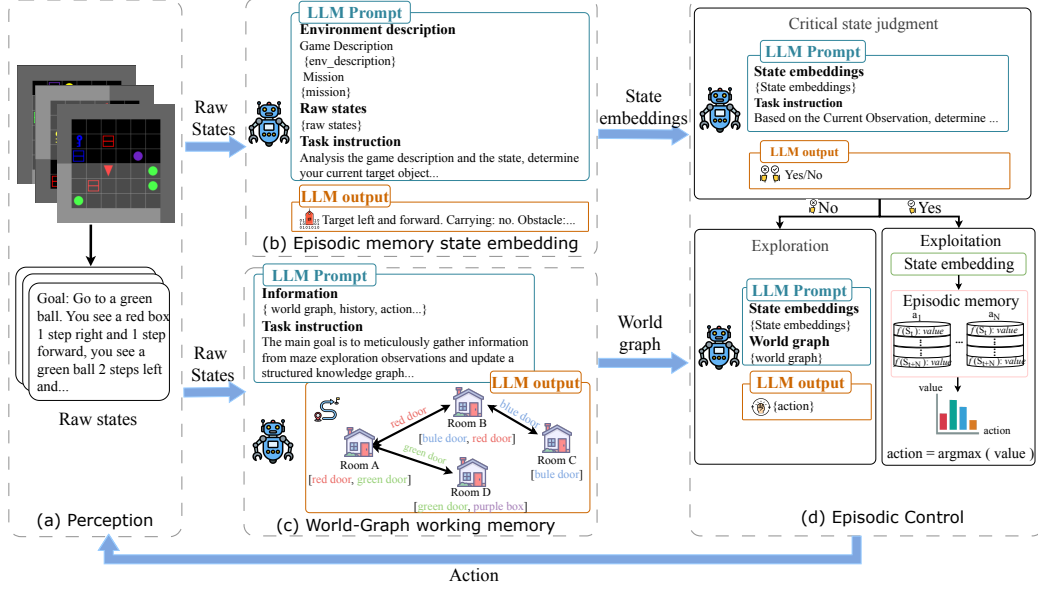 Goal: Go to a green
ball. You see a red box
1 step right and 1 step
forward, you see a
green ball 2 steps left
and...
Raw states
(a) Perception
Raw
States
Raw
States
LLM Prompt
Environment description
Game Description
{env_description}
Mission
{mission}
Raw states
{raw states}
Task instruction
Analysis the game description and the state, determine
your current target object...
LLM output
Target left and forward. Carrying: no. Obstacle:...
(b) Episodic memory state embedding
LLM Prompt
Information
{ world graph, history, action...}
Task instruction
The main goal is to meticulously gather information
from maze exploration observations and update a
structured knowledge graph...
LLM output
red door
blue door
green door
Room A
[red door, green door]
Room B
[bule door, red door]
Room C
[bule door]
Room D
[green door, purple box]
(c) World-Graph working memory
State
embeddings
World
graph
Critical state judgment
LLM Prompt
State embeddings
{State embeddings}
Task instruction
Based on the Current Observation, determine ...
LLM output
Yes/No
No
Yes
Exploration
LLM Prompt
State embeddings
{State embeddings}
World graph
{world graph}
LLM output
{action}
Exploitation
State embedding
Episodic memory
a1
aN
f(St): value
f(St): value
...
f(St+N): value
f(St+N): value
value
action
action = argmax ( value )
(d) Episodic Control
Action